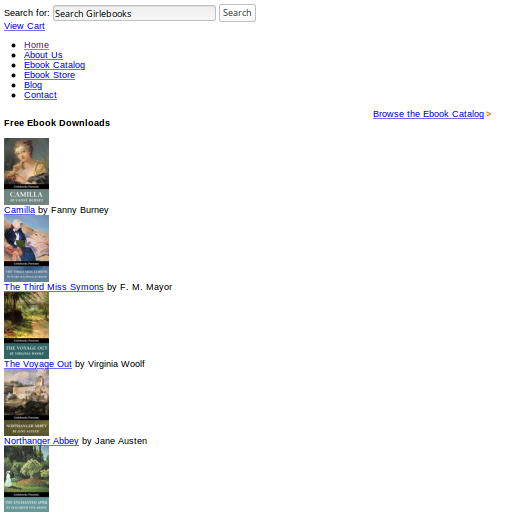 Search for: Search Girlebooks Search
View Cart
Home
About Us
Ebook Catalog
Ebook Store
Blog
Contact
Browse the Ebook Catalog >
Free Ebook Downloads
CAMILLA
BY FANNY BURNEY
Camilla by Fanny Burney
THE THIRD MISS SYMONS
The Third Miss Symons by F. M. Mayor
THE VOYAGE OUT
BY VIRGINIA WOOLF
The Voyage Out by Virginia Woolf
NORTHANGER ABBEY
BY JANE AUSTEN
Northanger Abbey by Jane Austen
THE ENCHANTED APRIL
BY ELIZABETH VON ARNIM